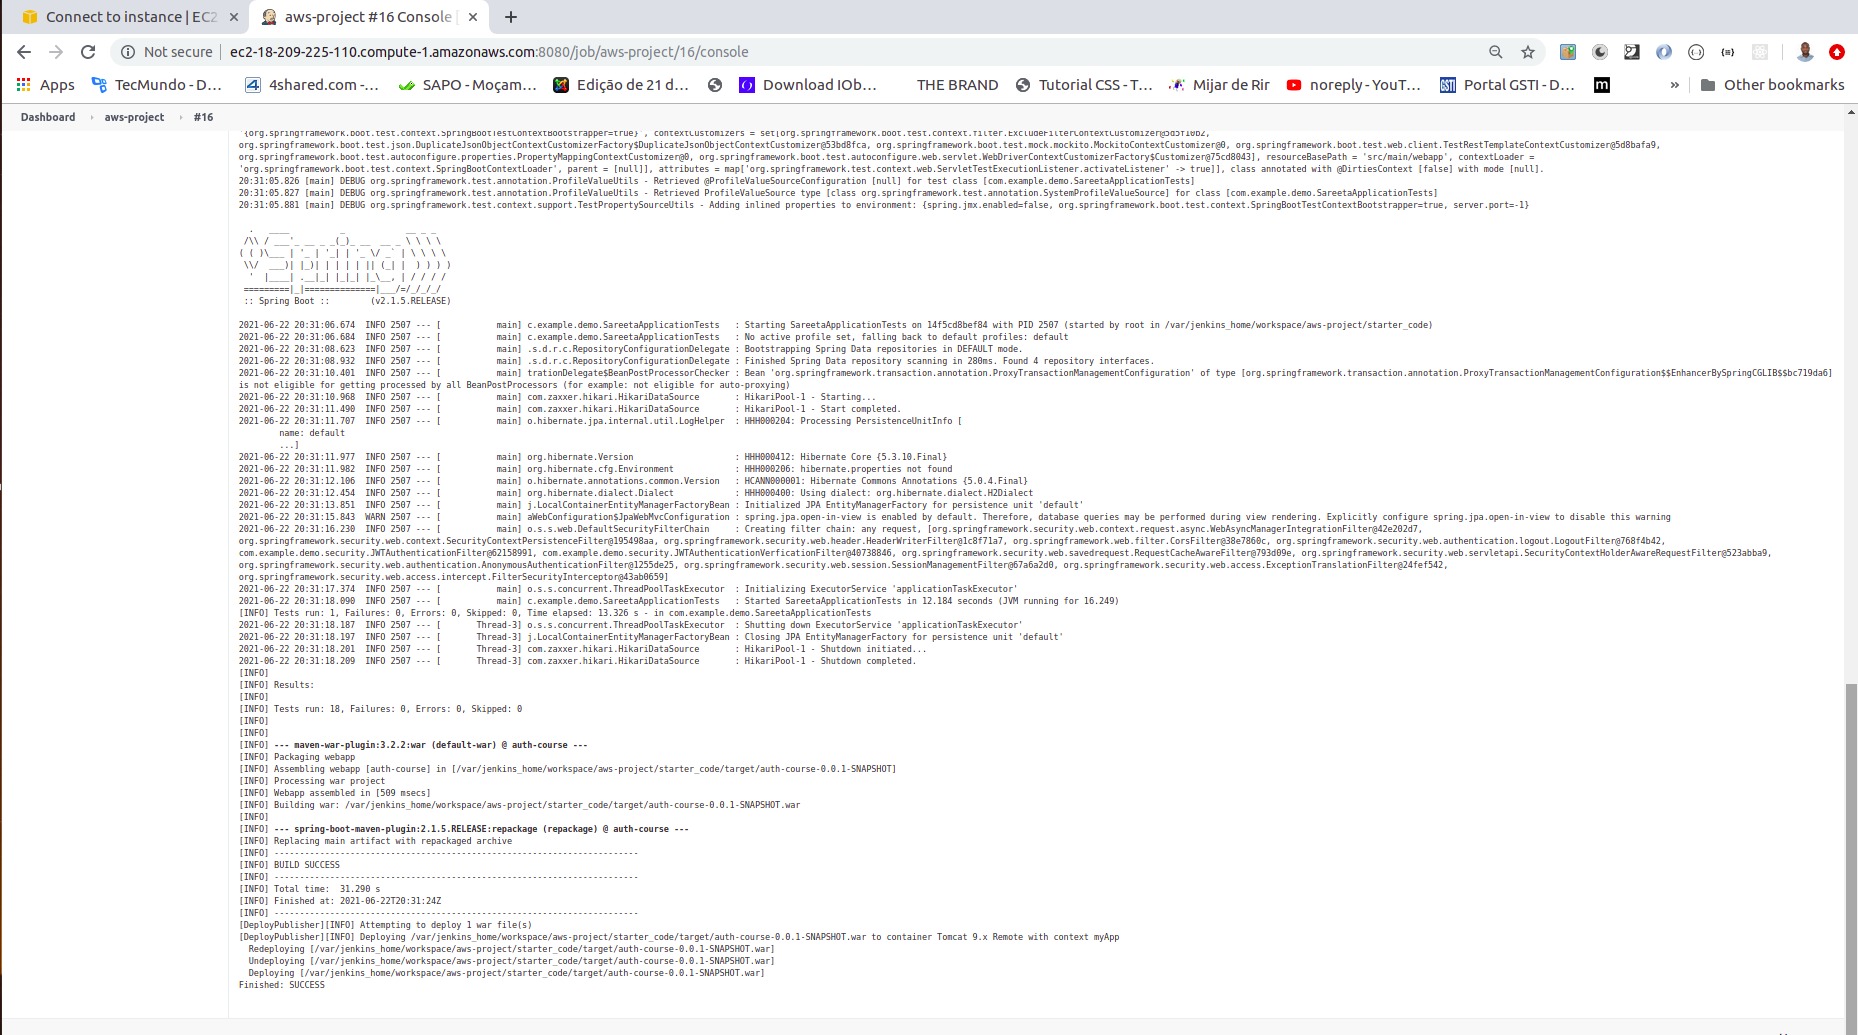 Connect to instance | EC2
aws-project #16 Console
Not secure
ec2-18-209-225-110.compute-1.amazonaws.com:8080/job/aws-project/16/console
Apps
TecMundo - D...
4shared.com -...
SAPO - Moçam...
Edição de 21 d...
Download IOb...
THE BRAND
Tutorial CSS - T...
Mijar de Rir
noreply - YouT...
Portal GSTI - D...
m
»
Other bookmarks
Dashboard
aws-project
#16
'{org.springframework.boot.test.context.SpringBootTestContextBootstrapper=true}', contextCustomizers = set[org.springframework.boot.test.context.filter.ExcludeFilterContextCustomizer@5d5f10b2,
org.springframework.boot.test.json.DuplicateJsonObjectContextCustomizerFactory$DuplicateJsonObjectContextCustomizer@53bd8fca, org.springframework.boot.test.mock.mockito.MockitoContextCustomizer@0, org.springframework.boot.test.web.client.TestRestTemplateContextCustomizer@5d8bafa9,
org.springframework.boot.test.autoconfigure.properties.PropertyMappingContextCustomizer@0, org.springframework.boot.test.autoconfigure.web.servlet.WebDriverContextCustomizerFactory$Customizer@75cd8043], resourceBasePath = 'src/main/webapp', contextLoader =
'org.springframework.boot.test.context.SpringBootContextLoader', parent = [null]], attributes = map['org.springframework.test.context.web.ServletTestExecutionListener.activateListener' -> true]], class annotated with @DirtiesContext [false] with mode [null].
20:31:05.826 [main] DEBUG org.springframework.test.annotation.ProfileValueUtils - Retrieved @ProfileValueSourceConfiguration [null] for test class [com.example.demo.SareetaApplicationTests]
20:31:05.827 [main] DEBUG org.springframework.test.annotation.ProfileValueUtils - Retrieved ProfileValueSource type [class org.springframework.test.annotation.SystemProfileValueSource] for class [com.example.demo.SareetaApplicationTests]
20:31:05.881 [main] DEBUG org.springframework.test.context.support.TestPropertySourceUtils - Adding inlined properties to environment: {spring.jmx.enabled=false, org.springframework.boot.test.context.SpringBootTestContextBootstrapper=true, server.port=-1}
:: Spring Boot ::        (v2.1.5.RELEASE)
2021-06-22 20:31:06.674  INFO 2507 --- [           main] c.example.demo.SareetaApplicationTests   : Starting SareetaApplicationTests on 14f5cd8bef84 with PID 2507 (started by root in /var/jenkins_home/workspace/aws-project/starter_code)
2021-06-22 20:31:06.684  INFO 2507 --- [           main] c.example.demo.SareetaApplicationTests   : No active profile set, falling back to default profiles: default
2021-06-22 20:31:08.623  INFO 2507 --- [           main] .s.d.r.c.RepositoryConfigurationDelegate : Bootstrapping Spring Data repositories in DEFAULT mode.
2021-06-22 20:31:08.932  INFO 2507 --- [           main] .s.d.r.c.RepositoryConfigurationDelegate : Finished Spring Data repository scanning in 280ms. Found 4 repository interfaces.
2021-06-22 20:31:10.401  INFO 2507 --- [           main] trationDelegate$BeanPostProcessorChecker : Bean 'org.springframework.transaction.annotation.ProxyTransactionManagementConfiguration' of type [org.springframework.transaction.annotation.ProxyTransactionManagementConfiguration$$EnhancerBySpringCGLIB$$bc719da6]
is not eligible for getting processed by all BeanPostProcessors (for example: not eligible for auto-proxying)
2021-06-22 20:31:10.968  INFO 2507 --- [           main] com.zaxxer.hikari.HikariDataSource       : HikariPool-1 - Starting...
2021-06-22 20:31:11.490  INFO 2507 --- [           main] com.zaxxer.hikari.HikariDataSource       : HikariPool-1 - Start completed.
2021-06-22 20:31:11.707  INFO 2507 --- [           main] o.hibernate.jpa.internal.util.LogHelper  : HHH000204: Processing PersistenceUnitInfo [
name: default
...]
2021-06-22 20:31:11.977  INFO 2507 --- [           main] org.hibernate.Version                    : HHH000412: Hibernate Core {5.3.10.Final}
2021-06-22 20:31:11.982  INFO 2507 --- [           main] org.hibernate.cfg.Environment            : HHH000206: hibernate.properties not found
2021-06-22 20:31:12.106  INFO 2507 --- [           main] o.hibernate.annotations.common.Version   : HCANN000001: Hibernate Commons Annotations {5.0.4.Final}
2021-06-22 20:31:12.454  INFO 2507 --- [           main] org.hibernate.dialect.Dialect            : HHH000400: Using dialect: org.hibernate.dialect.H2Dialect
2021-06-22 20:31:13.851  INFO 2507 --- [           main] j.LocalContainerEntityManagerFactoryBean : Initialized JPA EntityManagerFactory for persistence unit 'default'
2021-06-22 20:31:15.843  WARN 2507 --- [           main] aWebConfiguration$JpaWebMvcConfiguration : spring.jpa.open-in-view is enabled by default. Therefore, database queries may be performed during view rendering. Explicitly configure spring.jpa.open-in-view to disable this warning
2021-06-22 20:31:16.230  INFO 2507 --- [           main] o.s.s.web.DefaultSecurityFilterChain     : Creating filter chain: any request, [org.springframework.security.web.context.request.async.WebAsyncManagerIntegrationFilter@42e202d7,
org.springframework.security.web.context.SecurityContextPersistenceFilter@195498aa, org.springframework.security.web.header.HeaderWriterFilter@1c8f71a7, org.springframework.web.filter.CorsFilter@38e7860c, org.springframework.security.web.authentication.logout.LogoutFilter@768f4b42,
com.example.demo.security.JWTAuthenticationFilter@62158991, com.example.demo.security.JWTAuthenticationVerficationFilter@40738846, org.springframework.security.web.savedrequest.RequestCacheAwareFilter@793d09e, org.springframework.security.web.servletapi.SecurityContextHolderAwareRequestFilter@523abba9,
org.springframework.security.web.authentication.AnonymousAuthenticationFilter@1255de25, org.springframework.security.web.session.SessionManagementFilter@67a6a2d0, org.springframework.security.web.access.ExceptionTranslationFilter@24fef542,
org.springframework.security.web.access.intercept.FilterSecurityInterceptor@43ab0659]
2021-06-22 20:31:17.374  INFO 2507 --- [           main] o.s.s.concurrent.ThreadPoolTaskExecutor  : Initializing ExecutorService 'applicationTaskExecutor'
2021-06-22 20:31:18.090  INFO 2507 --- [           main] c.example.demo.SareetaApplicationTests   : Started SareetaApplicationTests in 12.184 seconds (JVM running for 16.249)
[INFO] Tests run: 1, Failures: 0, Errors: 0, Skipped: 0, Time elapsed: 13.326 s - in com.example.demo.SareetaApplicationTests
2021-06-22 20:31:18.187  INFO 2507 --- [       Thread-3] o.s.s.concurrent.ThreadPoolTaskExecutor  : Shutting down ExecutorService 'applicationTaskExecutor'
2021-06-22 20:31:18.197  INFO 2507 --- [       Thread-3] j.LocalContainerEntityManagerFactoryBean : Closing JPA EntityManagerFactory for persistence unit 'default'
2021-06-22 20:31:18.201  INFO 2507 --- [       Thread-3] com.zaxxer.hikari.HikariDataSource       : HikariPool-1 - Shutdown initiated...
2021-06-22 20:31:18.209  INFO 2507 --- [       Thread-3] com.zaxxer.hikari.HikariDataSource       : HikariPool-1 - Shutdown completed.
[INFO]
[INFO] Results:
[INFO]
[INFO] Tests run: 18, Failures: 0, Errors: 0, Skipped: 0
[INFO]
[INFO]
[INFO] --- maven-war-plugin:3.2.2:war (default-war) @ auth-course ---
[INFO] Packaging webapp
[INFO] Assembling webapp [auth-course] in [/var/jenkins_home/workspace/aws-project/starter_code/target/auth-course-0.0.1-SNAPSHOT]
[INFO] Processing war project
[INFO] Webapp assembled in [509 msecs]
[INFO] Building war: /var/jenkins_home/workspace/aws-project/starter_code/target/auth-course-0.0.1-SNAPSHOT.war
[INFO]
[INFO] --- spring-boot-maven-plugin:2.1.5.RELEASE:repackage (repackage) @ auth-course ---
[INFO] Replacing main artifact with repackaged archive
[INFO] ------------------------------------------------------------------------
[INFO] BUILD SUCCESS
[INFO] ------------------------------------------------------------------------
[INFO] Total time:  31.290 s
[INFO] Finished at: 2021-06-22T20:31:24Z
[INFO] ------------------------------------------------------------------------
[DeployPublisher][INFO] Attempting to deploy 1 war file(s)
[DeployPublisher][INFO] Deploying /var/jenkins_home/workspace/aws-project/starter_code/target/auth-course-0.0.1-SNAPSHOT.war to container Tomcat 9.x Remote with context myApp
Redeploying [/var/jenkins_home/workspace/aws-project/starter_code/target/auth-course-0.0.1-SNAPSHOT.war]
Undeploying [/var/jenkins_home/workspace/aws-project/starter_code/target/auth-course-0.0.1-SNAPSHOT.war]
Deploying [/var/jenkins_home/workspace/aws-project/starter_code/target/auth-course-0.0.1-SNAPSHOT.war]
Finished: SUCCESS